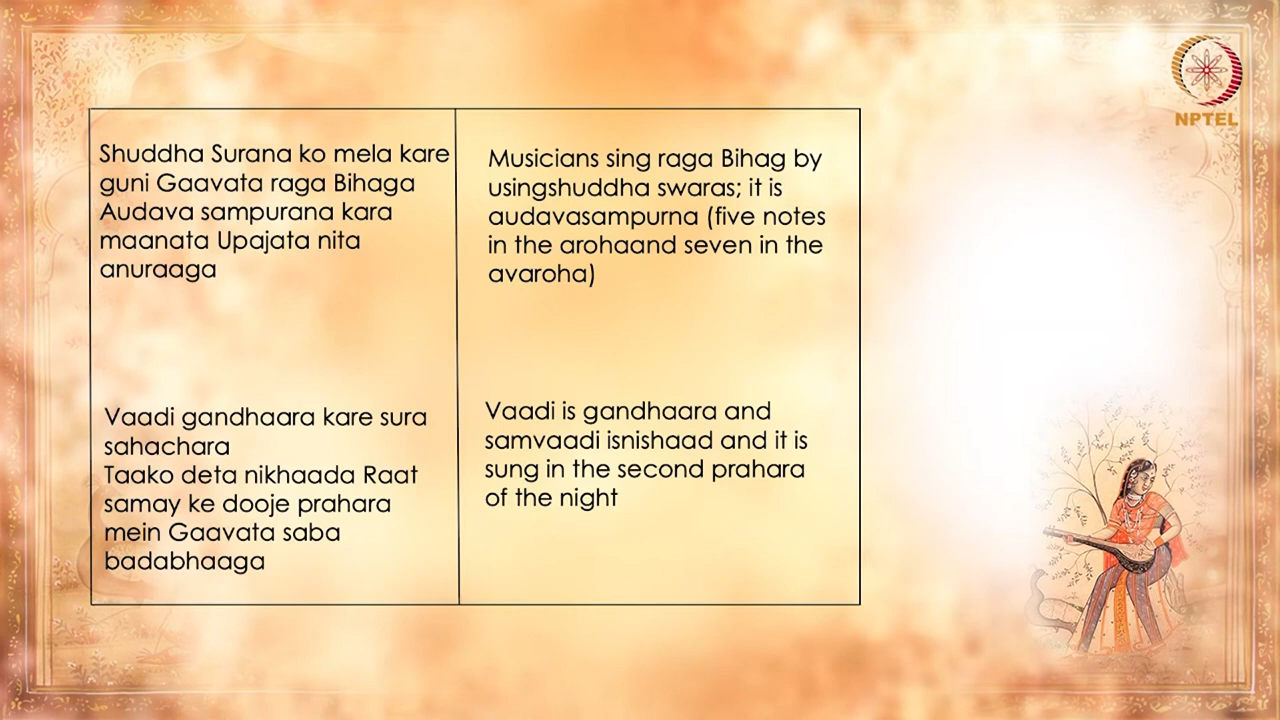 NPTEL
Shuddha Surana ko mela kare
guni Gaavata raga Bihaga
Audava sampurana kara
maanata Upajata nita
anuraaga
Musicians sing raga Bihag by
usingshuddha swaras; it is
audavasampurna (five notes
in the arohaand seven in the
avaroha)
Vaadi gandhaara kare sura
sahachara
Taako deta nikhaada Raat
samay ke dooje prahara
mein Gaavata saba
badabhaaga
Vaadi is gandhaara and
samvaadi isnishaad and it is
sung in the second prahara
of the night